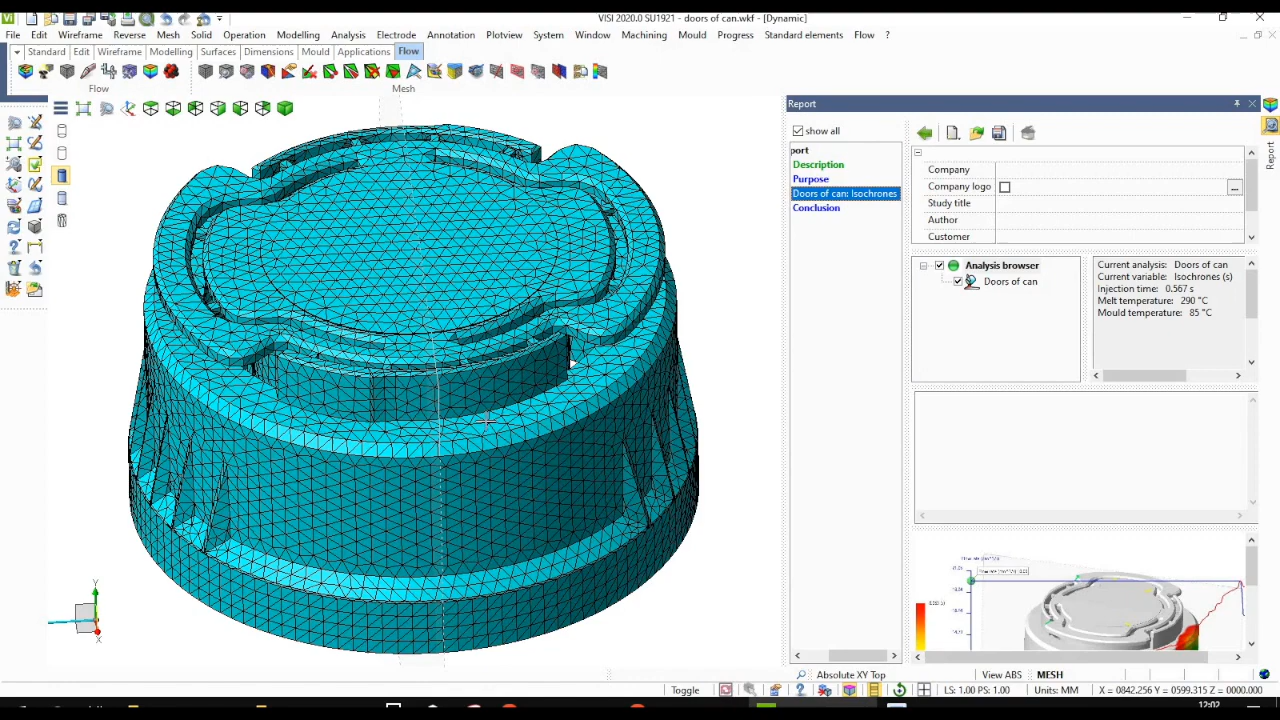 VISI 2020.0 SU1921 - doors of can.wkf - [Dynamic]
File Edit Wireframe Reverse Mesh Solid Operation Modelling Analysis Electrode Annotation Plotview System Window Machining Mould Progress Standard elements Flow ?
Standard Edit Wireframe Modelling Surfaces Dimensions Mould Applications Flow
Flow Mesh
Report
show all
port
Description
Purpose
Doors of can: Isochrones
Conclusion
Company
Company logo ...
Study title
Author
Customer
Analysis browser
Doors of can
Current analysis: Doors of can
Current variable: Isochrones (s)
Injection time: 0.567 s
Melt temperature: 290 °C
Mould temperature: 85 °C
Report
Y
X
Absolute XY Top View ABS MESH
Toggle LS: 1.00 PS: 1.00 Units: MM X = 0842.256 Y = 0599.315 Z = 0000.000
12:02